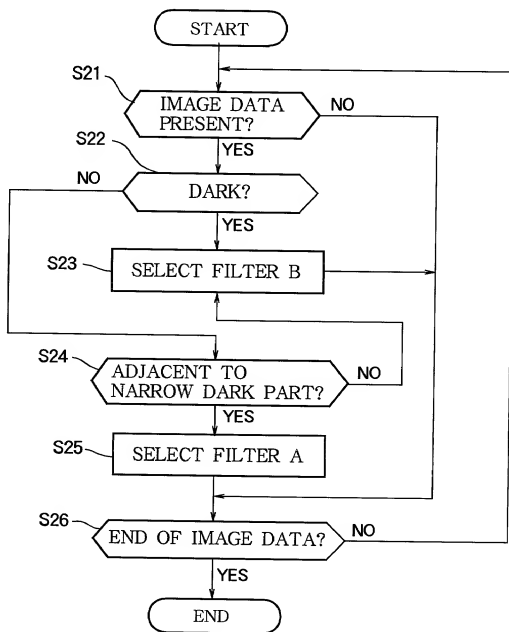 START
S21
IMAGE DATA
PRESENT?
NO
YES
S22
NO
DARK?
YES
S23
SELECT FILTER B
S24
ADJACENT TO
NARROW DARK PART?
NO
YES
S25
SELECT FILTER A
S26
END OF IMAGE DATA?
NO
YES
END